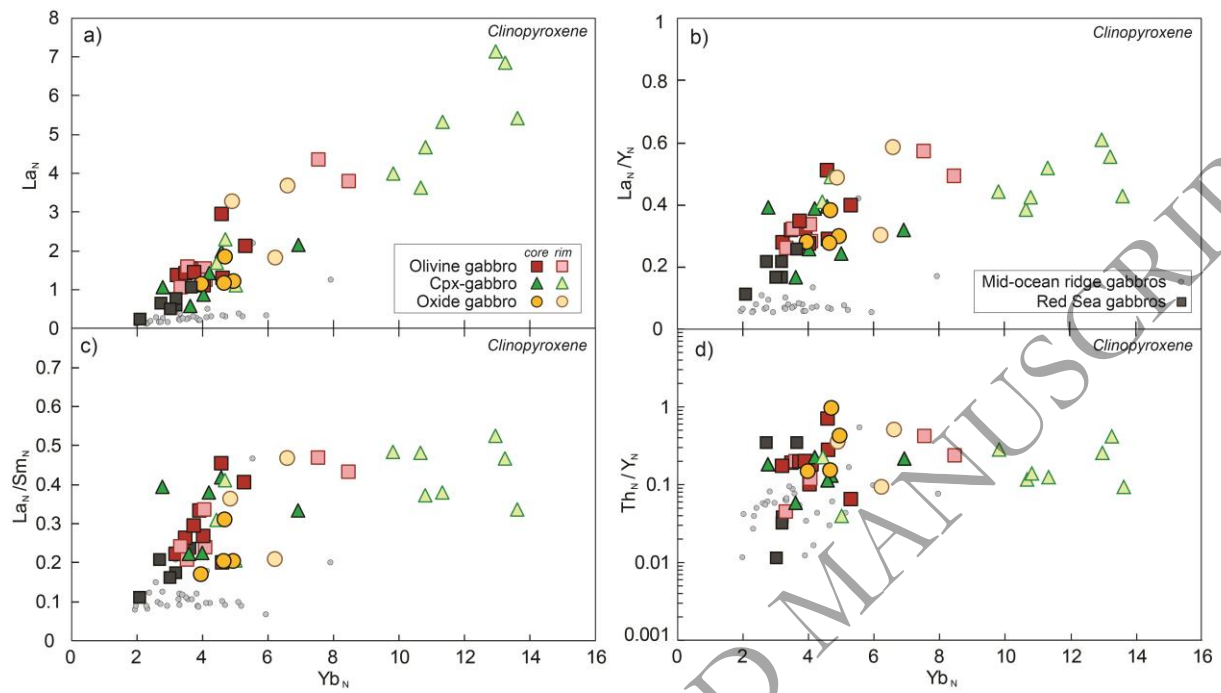 a) Clinopyroxene
8
7
6
5
4
3
2
1
0
La_N
core rim
Olivine gabbro
Cpx-gabbro
Oxide gabbro
b) Clinopyroxene
1
0.8
0.6
0.4
0.2
0
La_N/Y_N
Mid-ocean ridge gabbros
Red Sea gabbros
c) Clinopyroxene
0.7
0.6
0.5
0.4
0.3
0.2
0.1
0
La_N/Sm_N
0 2 4 6 8 10 12 14 16
Yb_N
d) Clinopyroxene
1
0.1
0.01
0.001
Th_N/Y_N
0 2 4 6 8 10 12 14 16
Yb_N
D MANUSCRIP